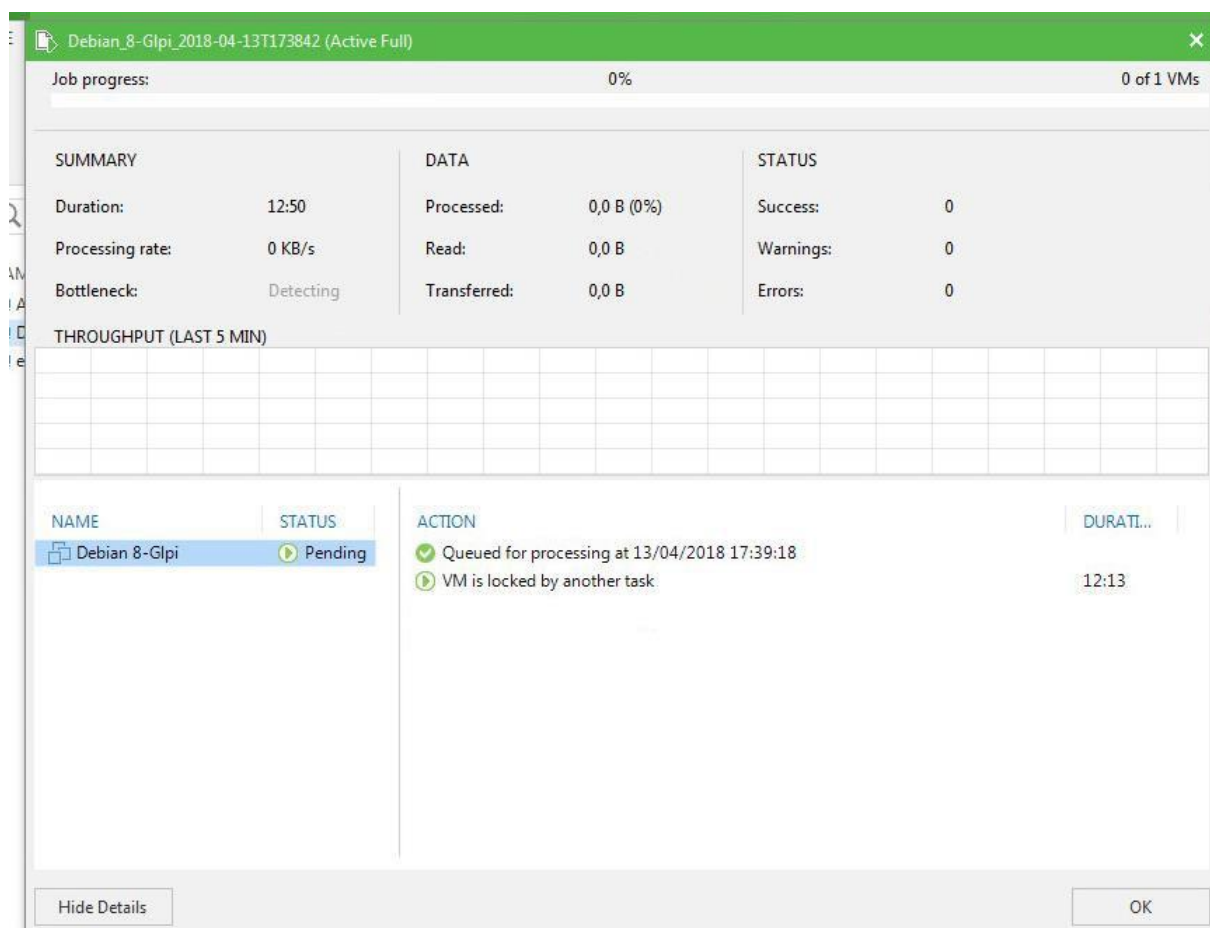 Debian_8-Glpi_2018-04-13T173842 (Active Full)
Job progress: 0% 0 of 1 VMs
SUMMARY DATA STATUS
Duration: 12:50 Processed: 0,0 B (0%) Success: 0
Processing rate: 0 KB/s Read: 0,0 B Warnings: 0
Bottleneck: Detecting Transferred: 0,0 B Errors: 0
THROUGHPUT (LAST 5 MIN)
NAME STATUS ACTION DURATI...
Debian 8-Glpi Pending Queued for processing at 13/04/2018 17:39:18
VM is locked by another task 12:13
Hide Details OK